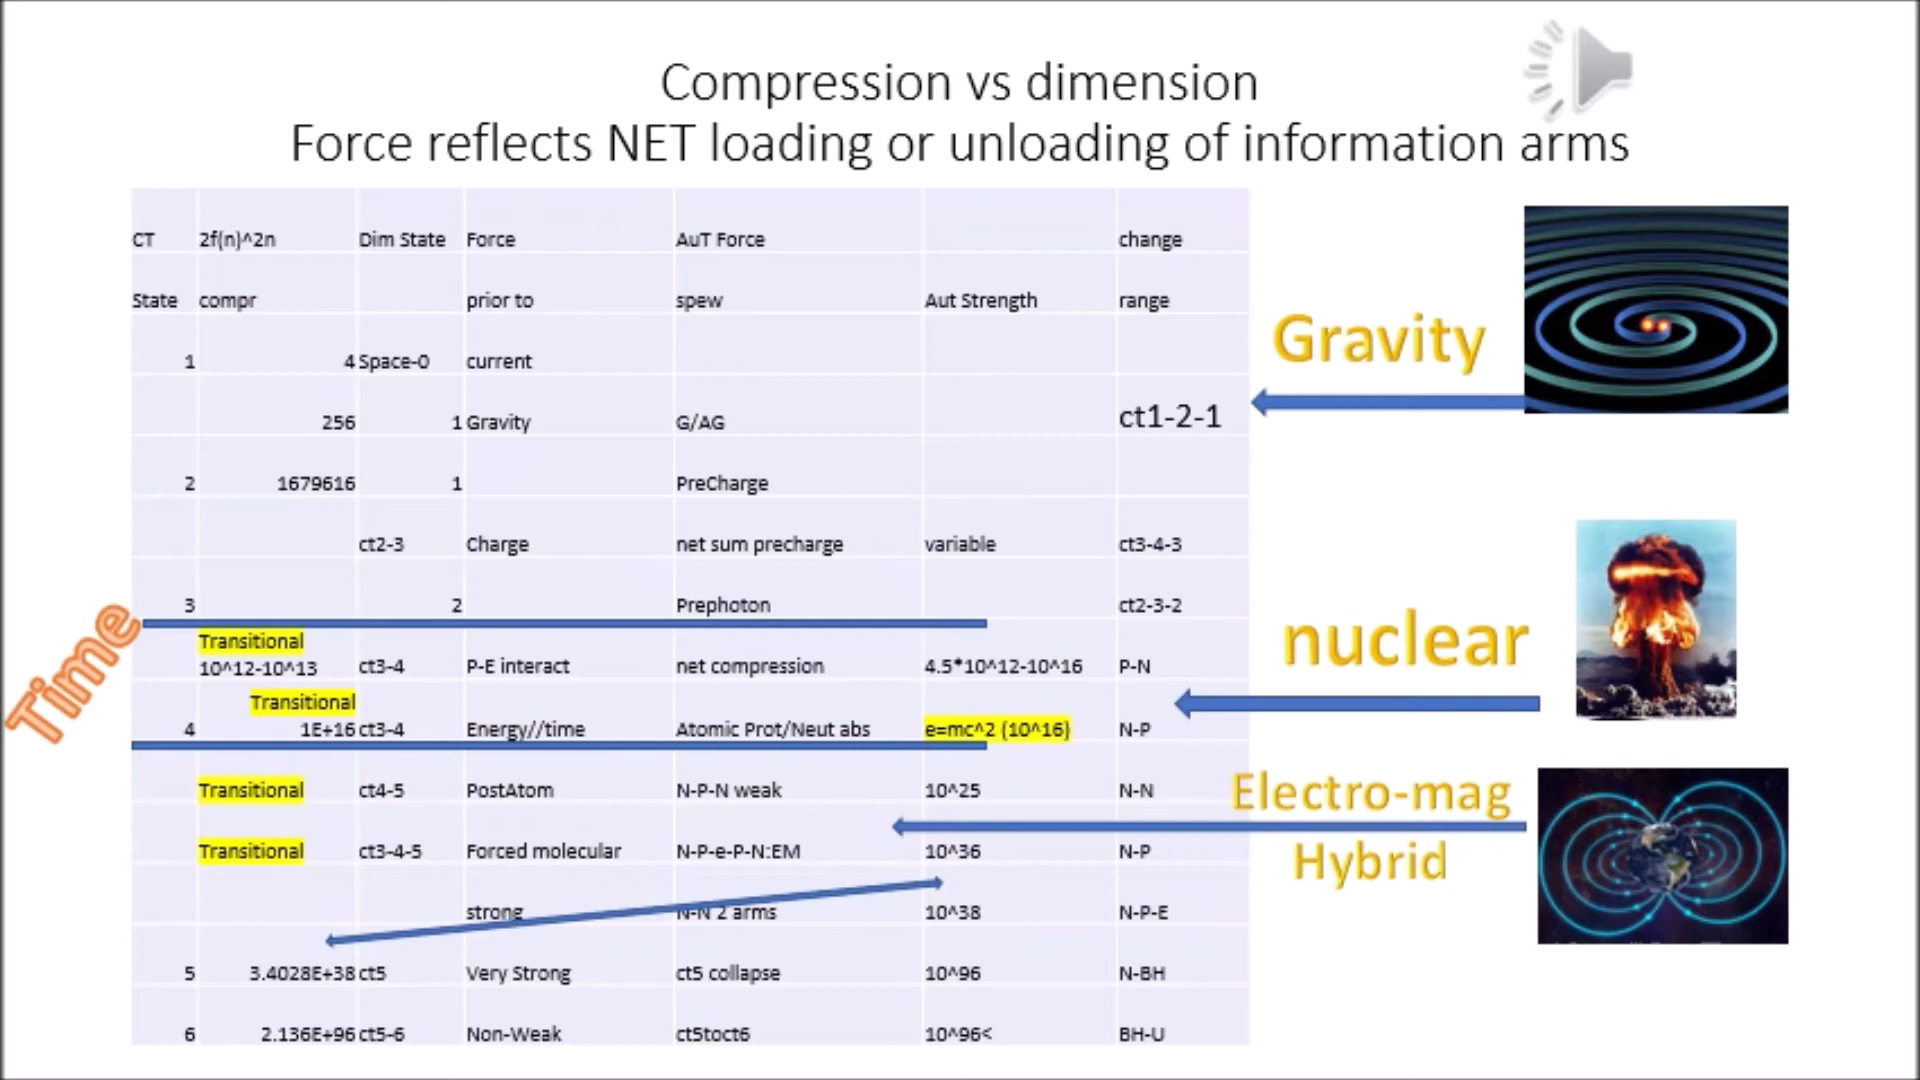 Compression vs dimension
Force reflects NET loading or unloading of information arms
CT 2f(n)^2n Dim State Force AuT Force change
State compr prior to spew Aut Strength range
1 4 Space-0 current
256 1 Gravity G/AG ct1-2-1
2 1679616 1 PreCharge
ct2-3 Charge net sum precharge variable ct3-4-3
3 2 Prephoton ct2-3-2
Transitional
10^12-10^13 ct3-4 P-E interact net compression 4.5*10^12-10^16 P-N
Transitional
4 1E+16 ct3-4 Energy//time Atomic Prot/Neut abs e=mc^2 (10^16) N-P
Transitional ct4-5 PostAtom N-P-N weak 10^25 N-N
Transitional ct3-4-5 Forced molecular N-P-e-P-N:EM 10^36 N-P
strong N-N 2 arms 10^38 N-P-E
5 3.4028E+38 ct5 Very Strong ct5 collapse 10^96 N-BH
6 2.136E+96 ct5-6 Non-Weak ct5toct6 10^96< BH-U
Time
Gravity
nuclear
Electro-mag
Hybrid